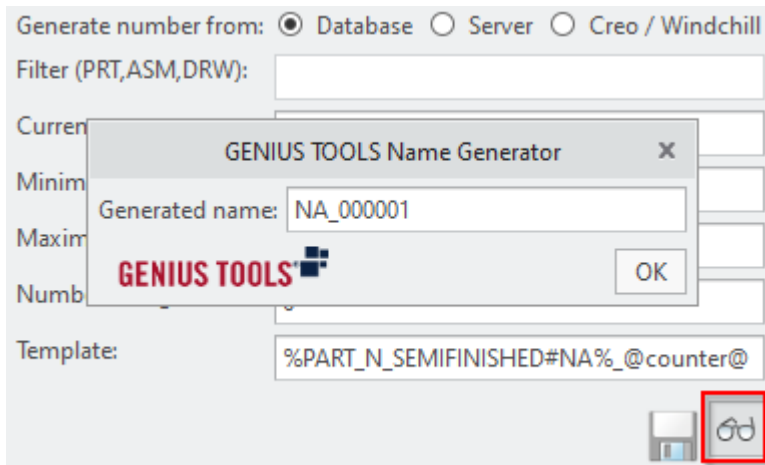 Generate number from: Database Server Creo / Windchill
Filter (PRT,ASM,DRW):
Curren
GENIUS TOOLS Name Generator
Minim
Generated name: NA_000001
Maxim
GENIUS TOOLS
OK
Numb
Template: %PART_N_SEMIFINISHED#NA%_@counter@